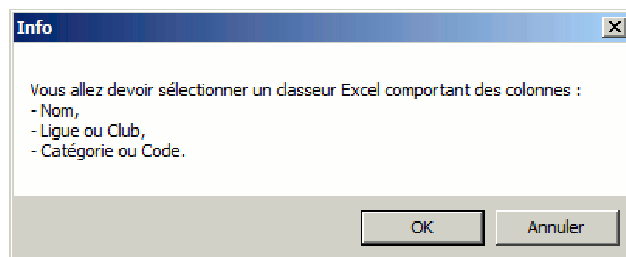 Info
Vous allez devoir sélectionner un classeur Excel comportant des colonnes :
- Nom,
- Ligue ou Club,
- Catégorie ou Code.
OK Annuler